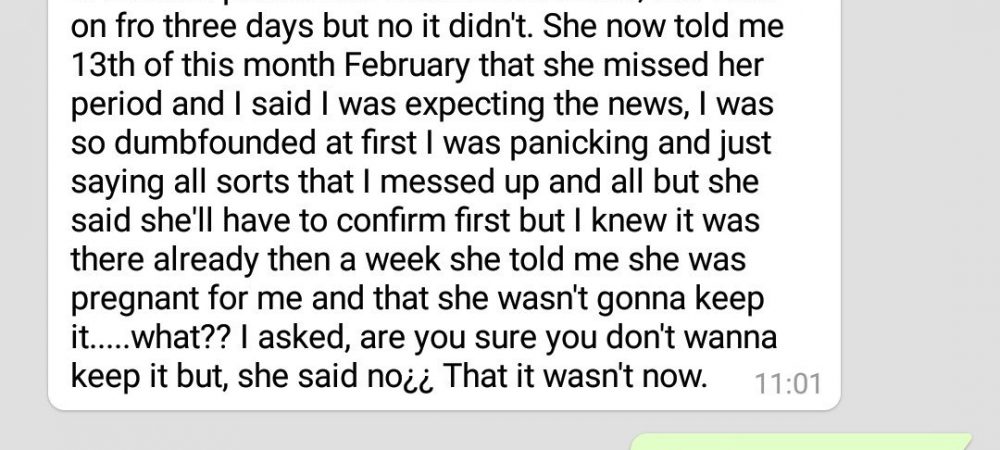 on fro three days but no it didn't. She now told me
13th of this month February that she missed her
period and I said I was expecting the news, I was
so dumbfounded at first I was panicking and just
saying all sorts that I messed up and all but she
said she'll have to confirm first but I knew it was
there already then a week she told me she was
pregnant for me and that she wasn't gonna keep
it.....what?? I asked, are you sure you don't wanna
keep it but, she said no¿¿ That it wasn't now.
11:01